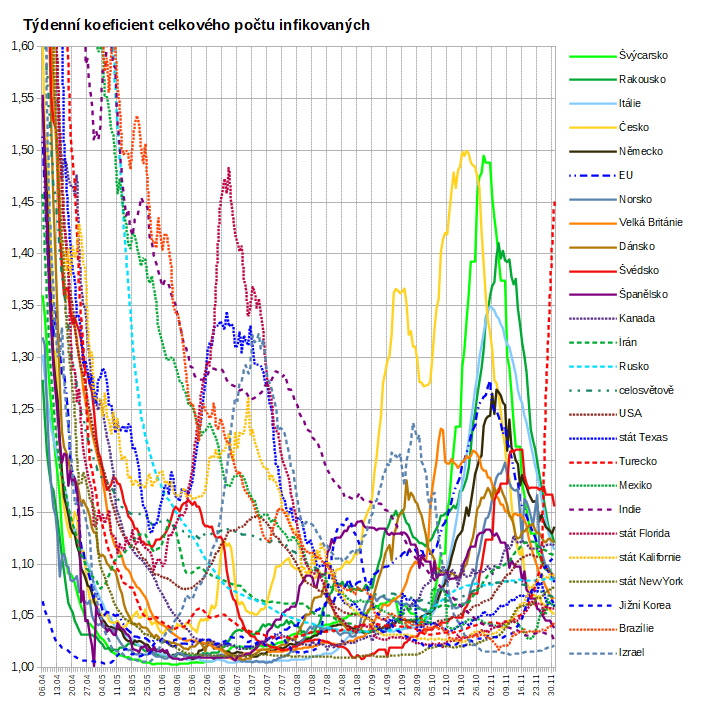 Týdenní koeficient celkového počtu infikovaných
1,60
1,55
1,50
1,45
1,40
1,35
1,30
1,25
1,20
1,15
1,10
1,05
1,00
06.04
13.04
20.04
27.04
04.05
11.05
18.05
25.05
01.06
08.06
15.06
22.06
29.06
06.07
13.07
20.07
27.07
03.08
10.08
17.08
24.08
31.08
07.09
14.09
21.09
28.09
05.10
12.10
19.10
26.10
02.11
09.11
16.11
23.11
30.11
Švýcarsko
Rakousko
Itálie
Česko
Německo
EU
Norsko
Velká Británie
Dánsko
Švédsko
Španělsko
Kanada
Írán
Rusko
celosvětově
USA
stát Texas
Turecko
Mexiko
Indie
stát Florida
stát Kalifornie
stát NewYork
Jižní Korea
Brazílie
Izrael